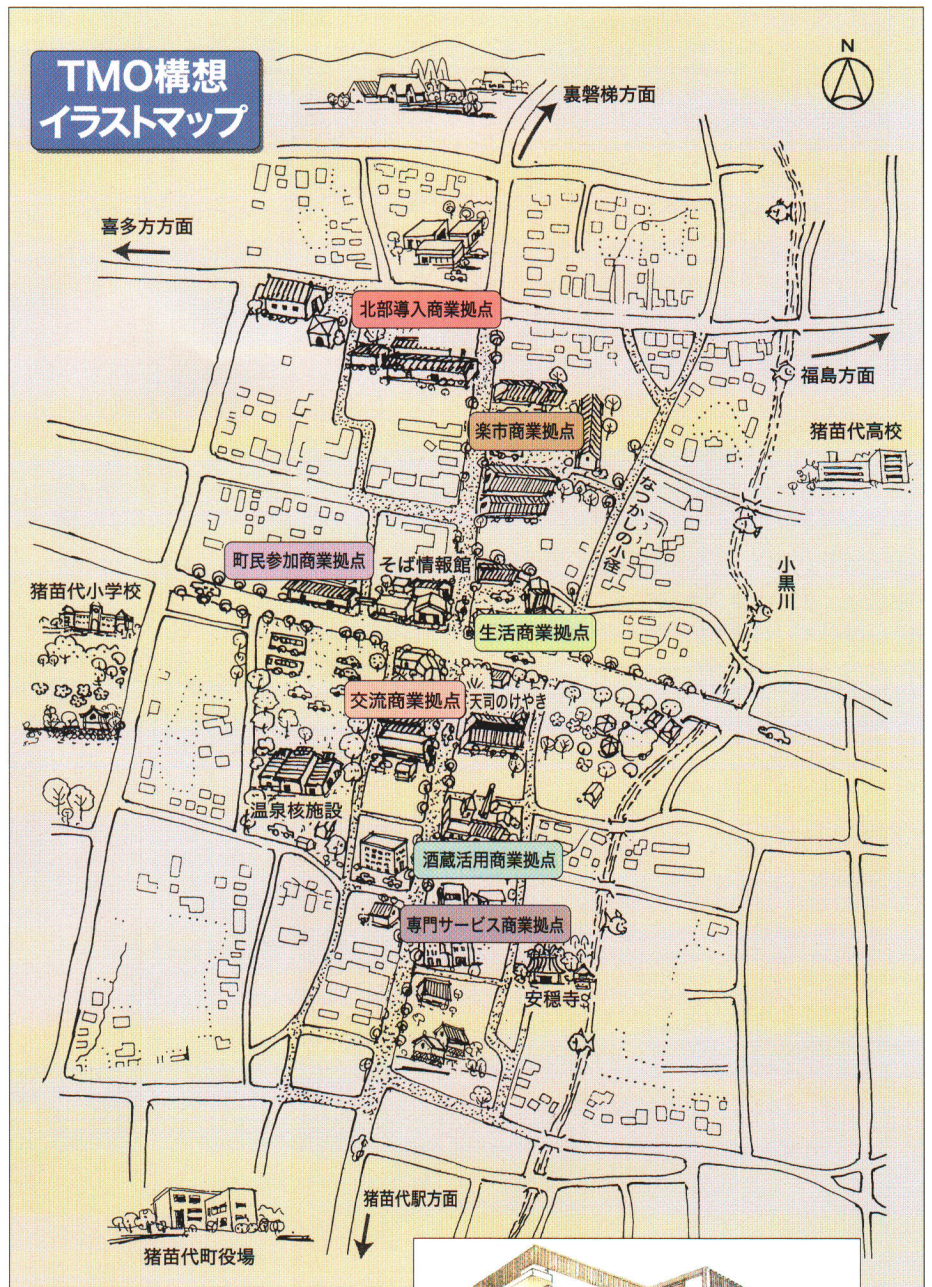 TMO構想
イラストマップ
N
裏磐梯方面
喜多方方面
北部導入商業拠点
福島方面
楽市商業拠点
猪苗代高校
なつかしの小径
町民参加商業拠点
そば情報館
小黒川
猪苗代小学校
生活商業拠点
交流商業拠点
天司のけやき
温泉核施設
酒蔵活用商業拠点
専門サービス商業拠点
安穏寺
猪苗代駅方面
猪苗代町役場